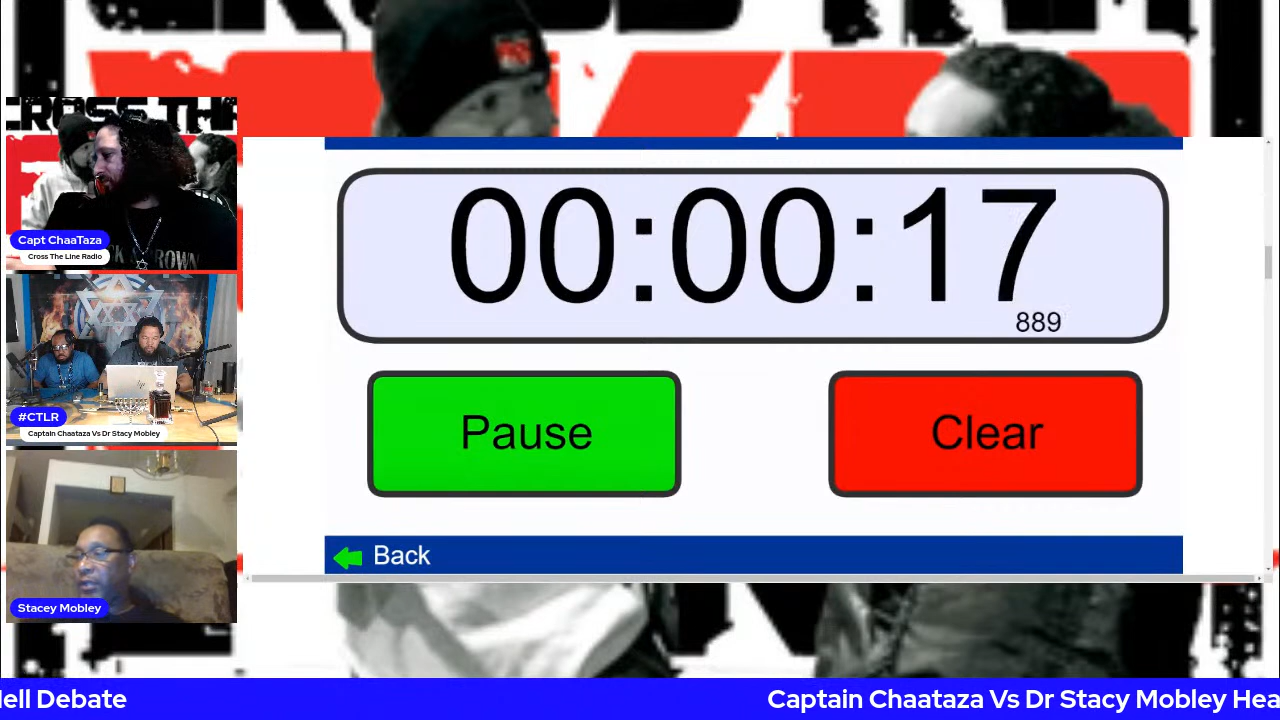 Capt ChaaTaza
Cross The Line Radio
#CTLR
Captain Chaataza Vs Dr Stacy Mobley
Stacey Mobley
00:00:17
889
Pause
Clear
Back
ell Debate
Captain Chaataza Vs Dr Stacy Mobley Hea